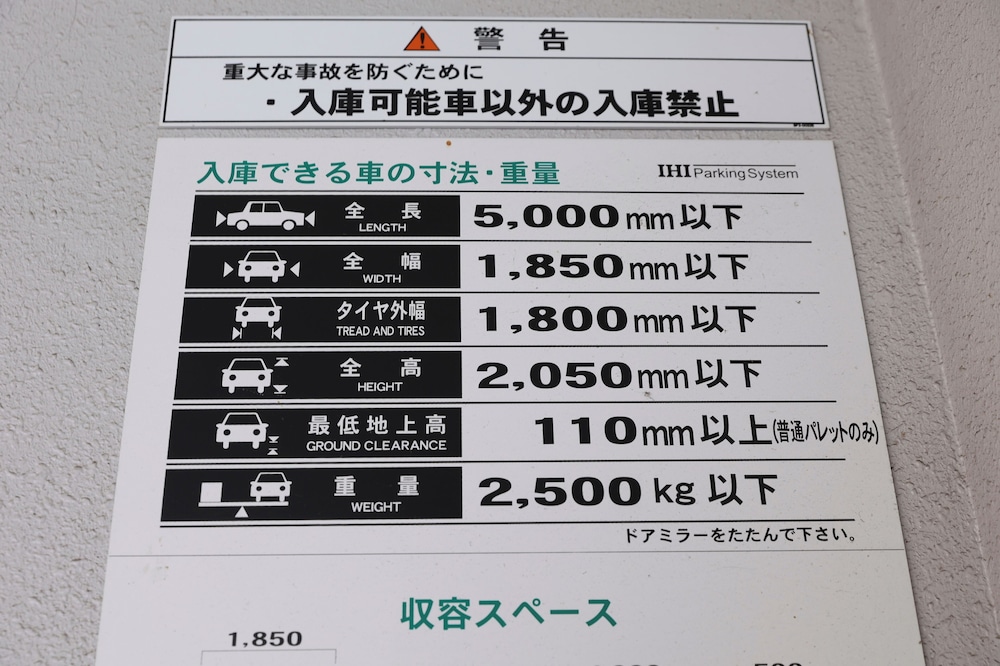 警告
重大な事故を防ぐために
・入庫可能車以外の入庫禁止
入庫できる車の寸法・重量
IHI Parking System
全長 LENGTH 5,000mm以下
全幅 WIDTH 1,850mm以下
タイヤ外幅 TREAD AND TIRES 1,800mm以下
全高 HEIGHT 2,050mm以下
最低地上高 GROUND CLEARANCE 110mm以上(普通パレットのみ)
重量 WEIGHT 2,500kg以下
ドアミラーをたたんで下さい。
収容スペース
1,850